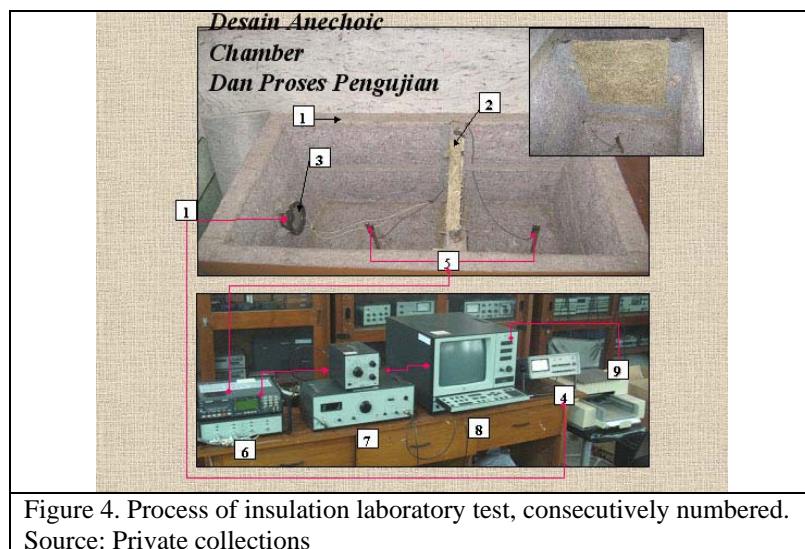 Desain Anechoic
Chamber
Dan Proses Pengujian
1
2
3
1
5
9
4
6
7
8
Figure 4. Process of insulation laboratory test, consecutively numbered.
Source: Private collections